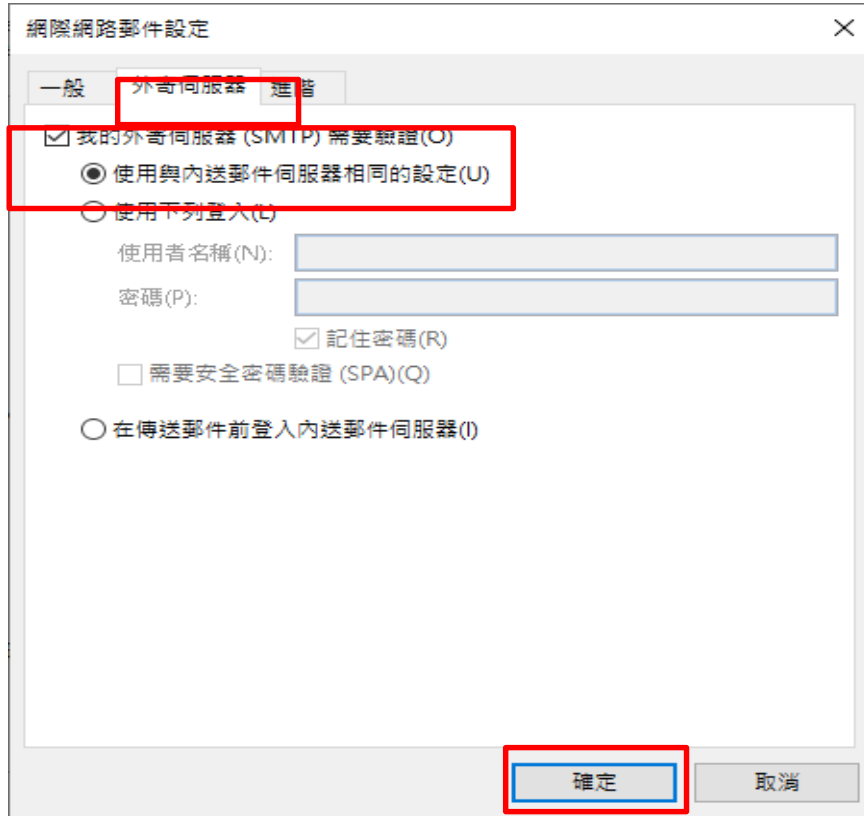 網際網路郵件設定
一般 外寄伺服器 進階
我的外寄伺服器 (SMTP) 需要驗證(O)
使用與內送郵件伺服器相同的設定(U)
使用下列登入(L)
使用者名稱(N):
密碼(P):
記住密碼(R)
需要安全密碼驗證 (SPA)(Q)
在傳送郵件前登入內送郵件伺服器(I)
確定 取消